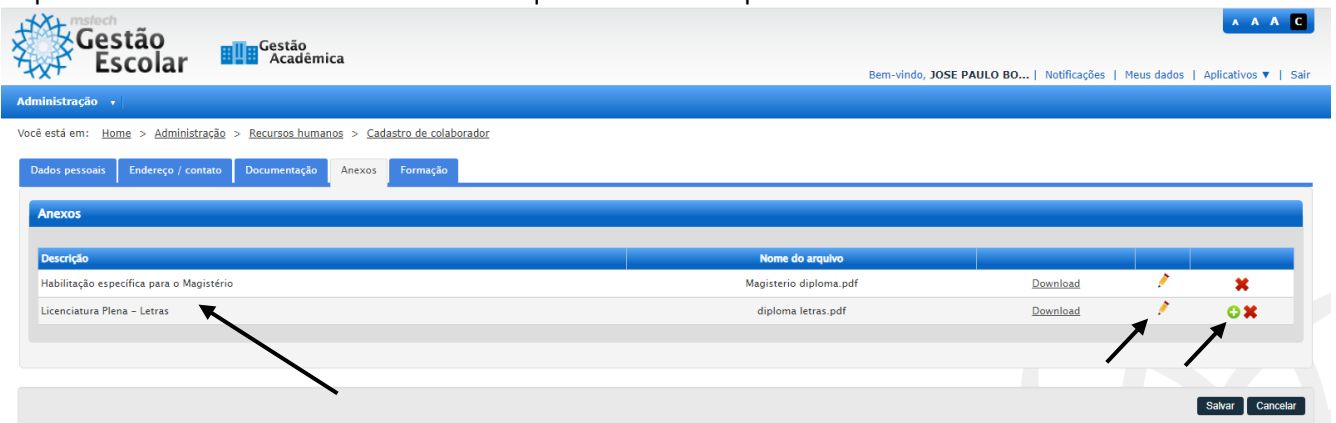 mstech
Gestão
Escolar
Gestão
Acadêmica
A A A C
Bem-vindo, JOSE PAULO BO... | Notificações | Meus dados | Aplicativos ▼ | Sair
Administração
Você está em: Home > Administração > Recursos humanos > Cadastro de colaborador
Dados pessoais Endereço / contato Documentação Anexos Formação
Anexos
Descrição Nome do arquivo
Habilitação específica para o Magistério Magisterio diploma.pdf Download
Licenciatura Plena – Letras diploma letras.pdf Download
Salvar Cancelar